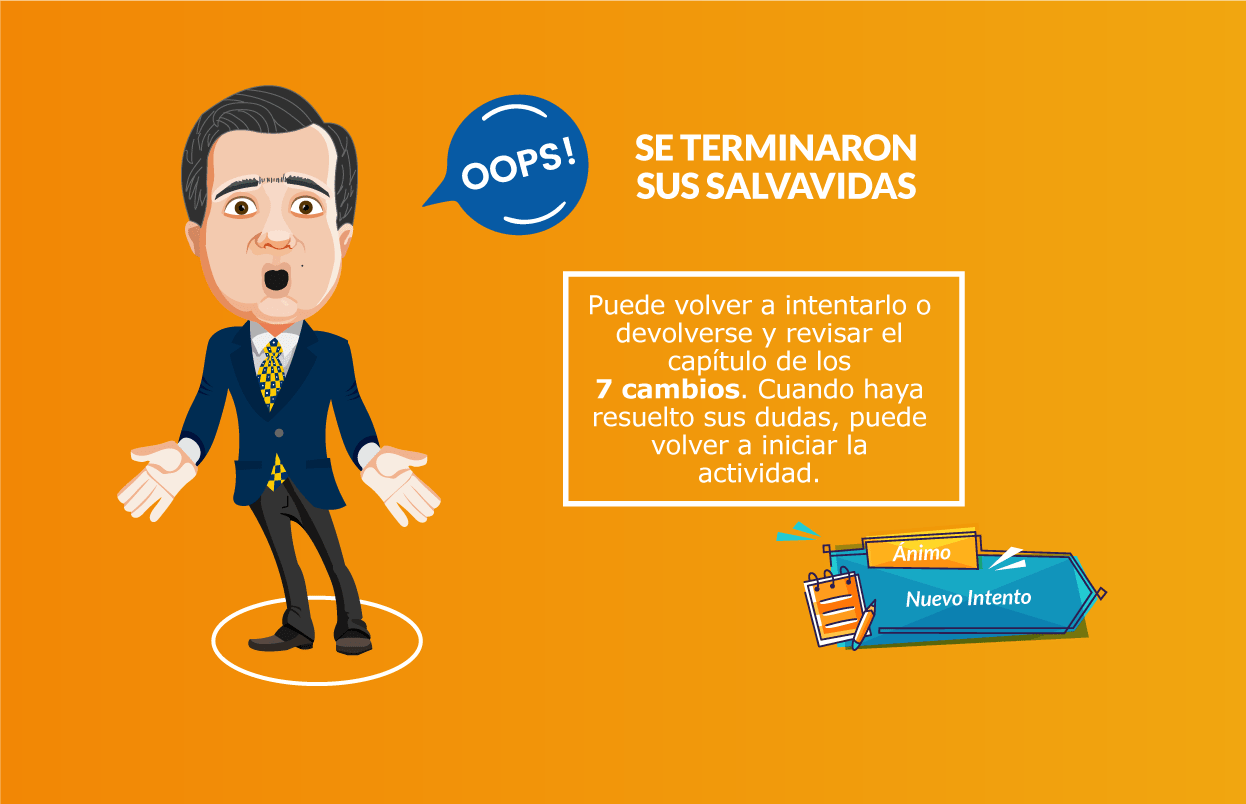 OOPS!
SE TERMINARON
SUS SALVAVIDAS
Puede volver a intentarlo o
devolverse y revisar el
capítulo de los
7 cambios. Cuando haya
resuelto sus dudas, puede
volver a iniciar la
actividad.
Ánimo
Nuevo Intento